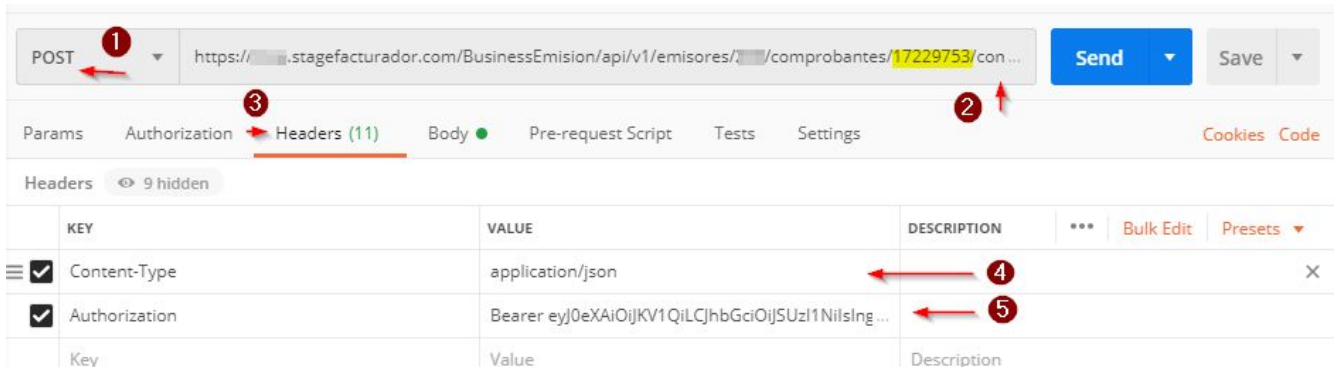 POST 1 https:// .stagefacturador.com/BusinessEmision/api/v1/emisores/ /comprobantes/17229753/con ... Send Save
3 2
Params Authorization Headers (11) Body Pre-request Script Tests Settings Cookies Code
Headers 9 hidden
KEY VALUE DESCRIPTION ••• Bulk Edit Presets
Content-Type application/json 4
Authorization Bearer eyJ0eXAiOiJKV1QiLCJhbGciOiJSUzI1NiIsIng ... 5
Key Value Description